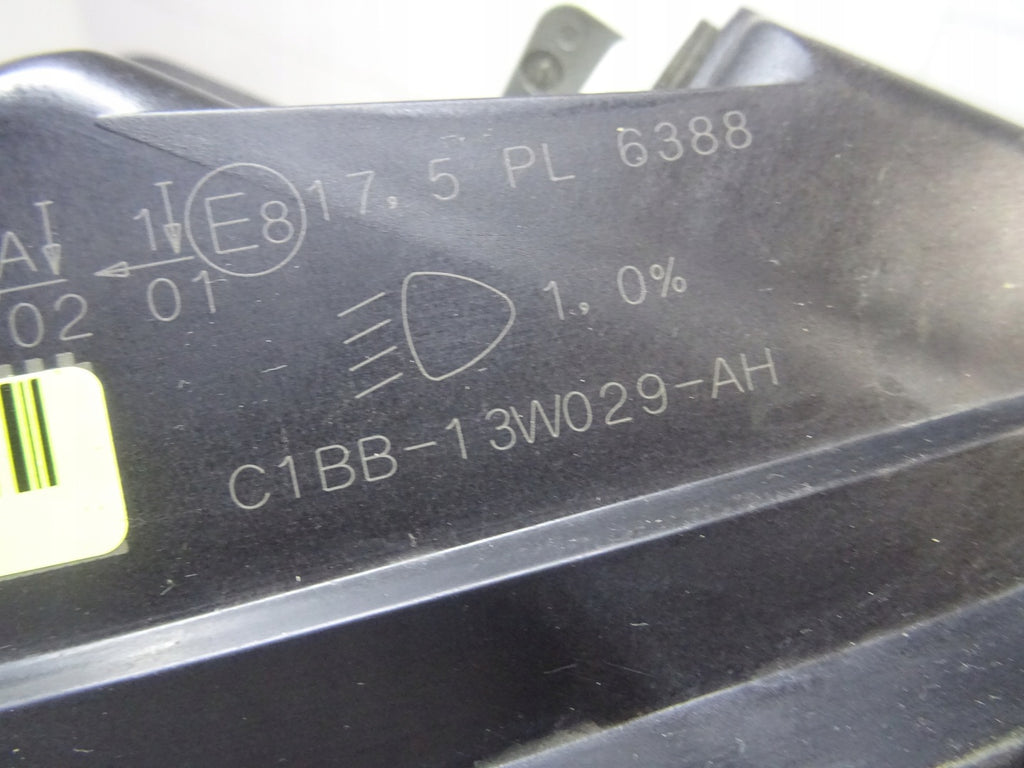 A 1 E8 17,5 PL 6388
02 01
1,0%
C1BB-13W029-AH